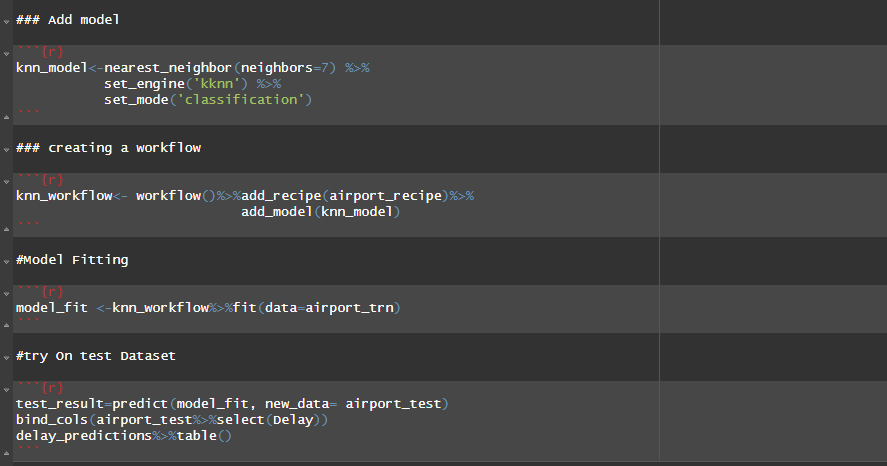 ### Add model
```{r}
knn_model<-nearest_neighbor(neighbors=7) %>%
set_engine('kknn') %>%
set_mode('classification')
```
### creating a workflow
```{r}
knn_workflow<- workflow()%>%add_recipe(airport_recipe)%>%
add_model(knn_model)
```
#Model Fitting
```{r}
model_fit <-knn_workflow%>%fit(data=airport_trn)
```
#try On test Dataset
```{r}
test_result=predict(model_fit, new_data= airport_test)
bind_cols(airport_test%>%select(Delay))
delay_predictions%>%table()
```